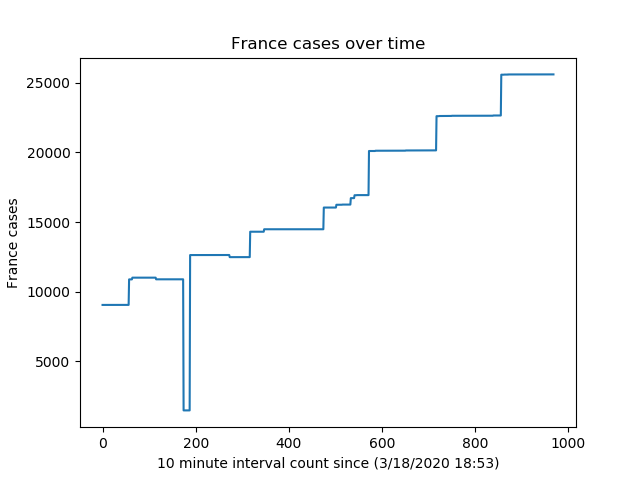 France cases over time
France cases
25000
20000
15000
10000
5000
0 200 400 600 800 1000
10 minute interval count since (3/18/2020 18:53)